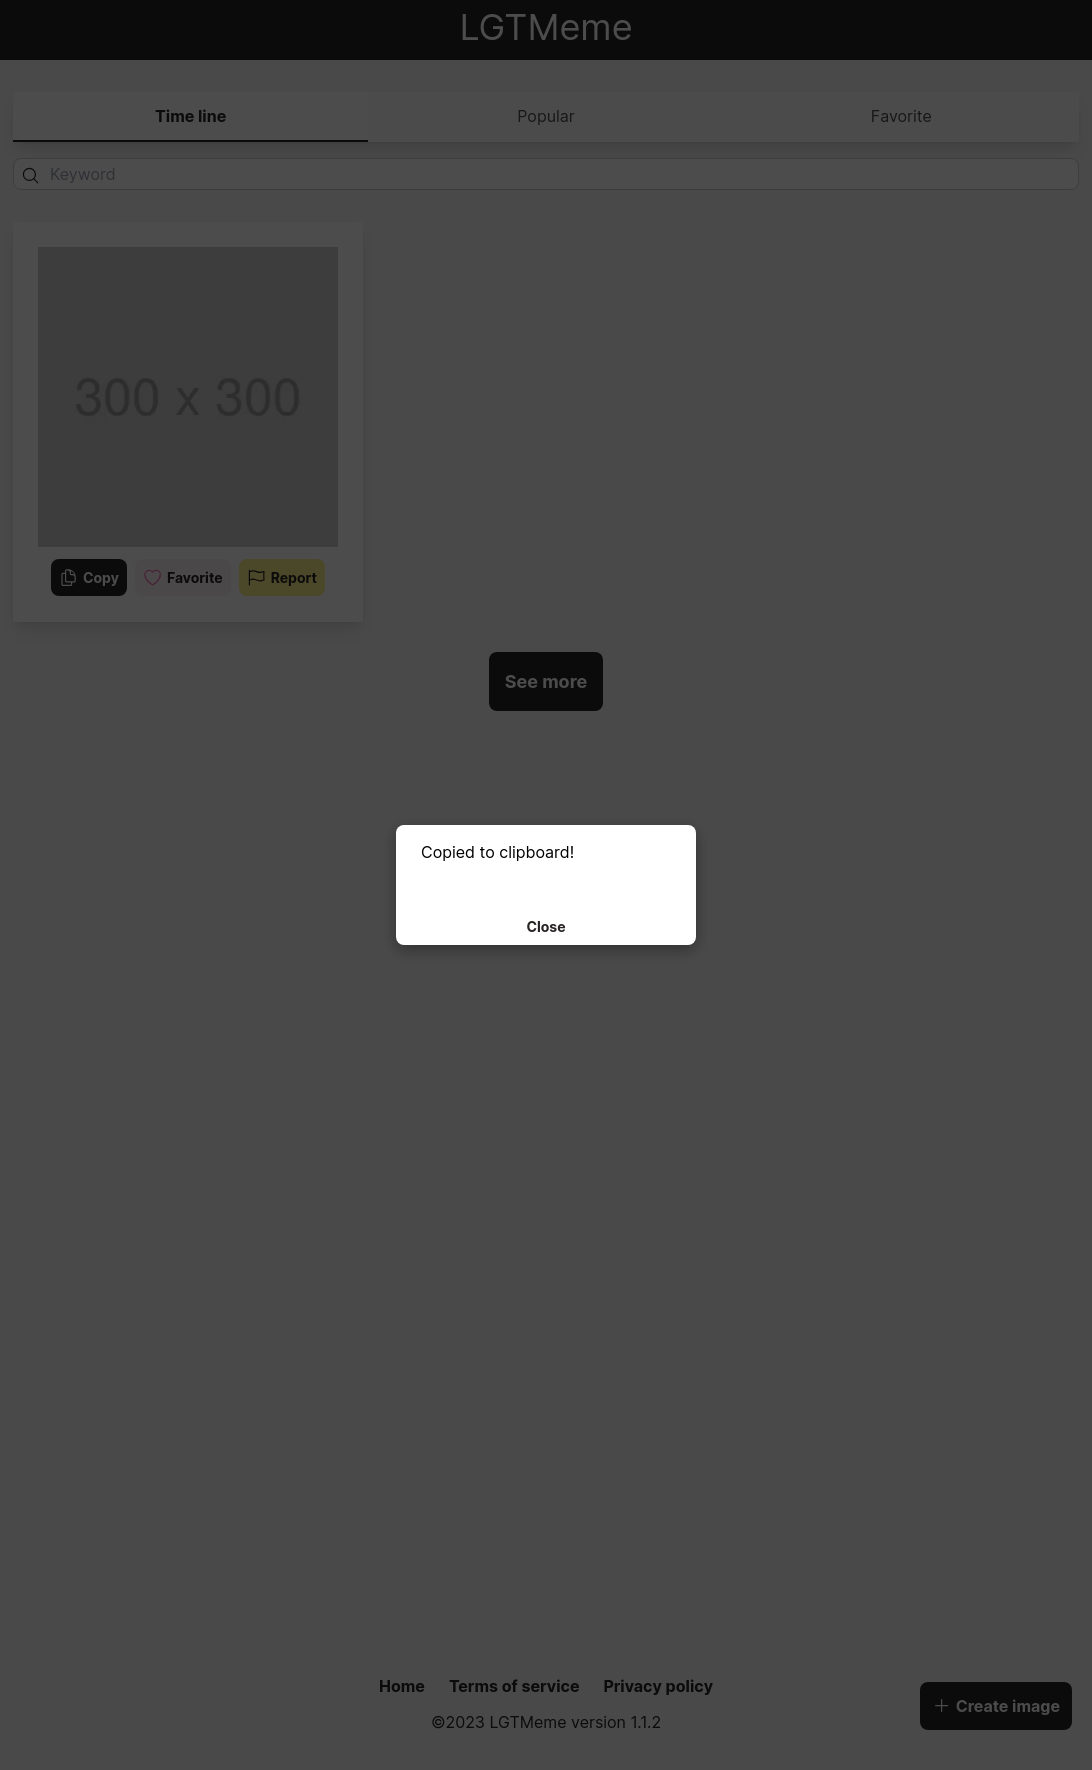 LGTMeme
Time line
Popular
Favorite
Keyword
300 x 300
Copy
Favorite
Report
See more
Copied to clipboard!
Close
Home
Terms of service
Privacy policy
©2023 LGTMeme version 1.1.2
Create image